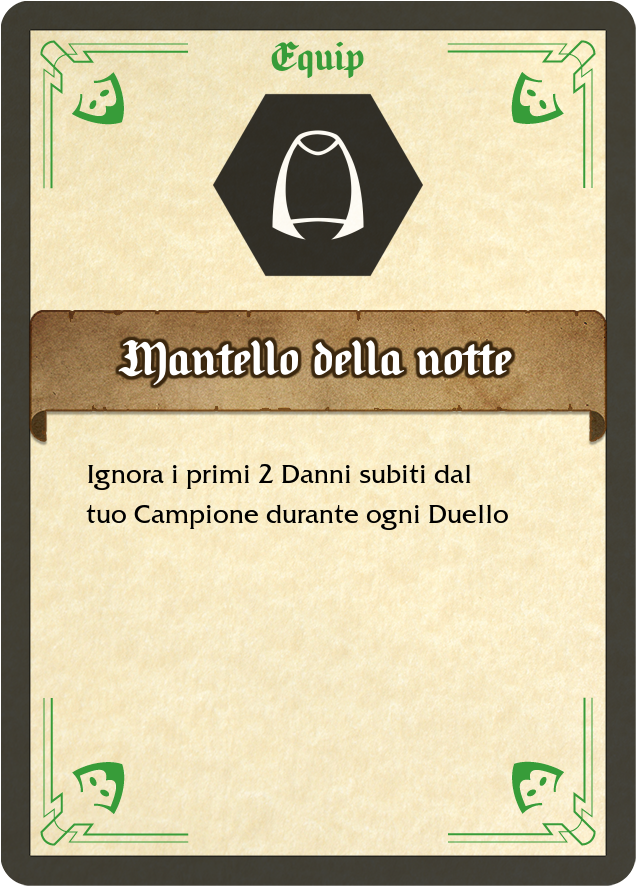 Equip
Mantello della notte
Ignora i primi 2 Danni subiti dal
tuo Campione durante ogni Duello